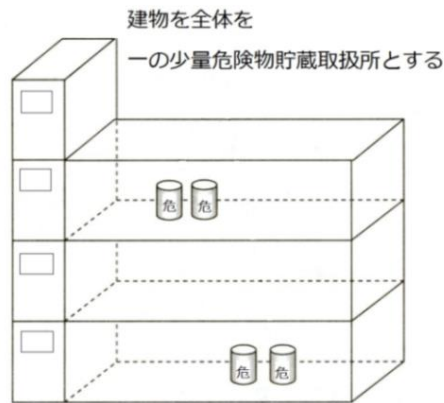 建物を全体を
一の少量危険物貯蔵取扱所とする
危 危
危 危